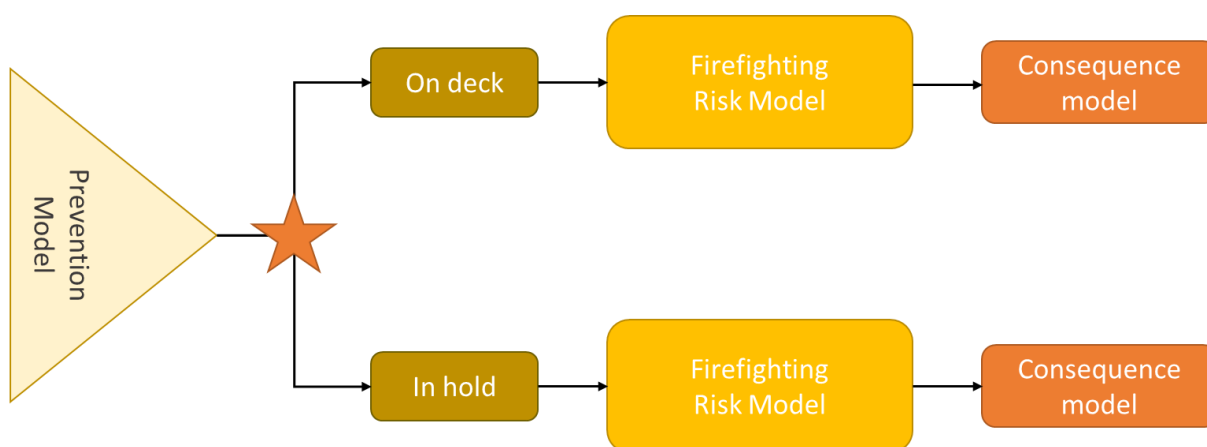 Prevention
Model
On deck
Firefighting
Risk Model
Consequence
model
In hold
Firefighting
Risk Model
Consequence
model